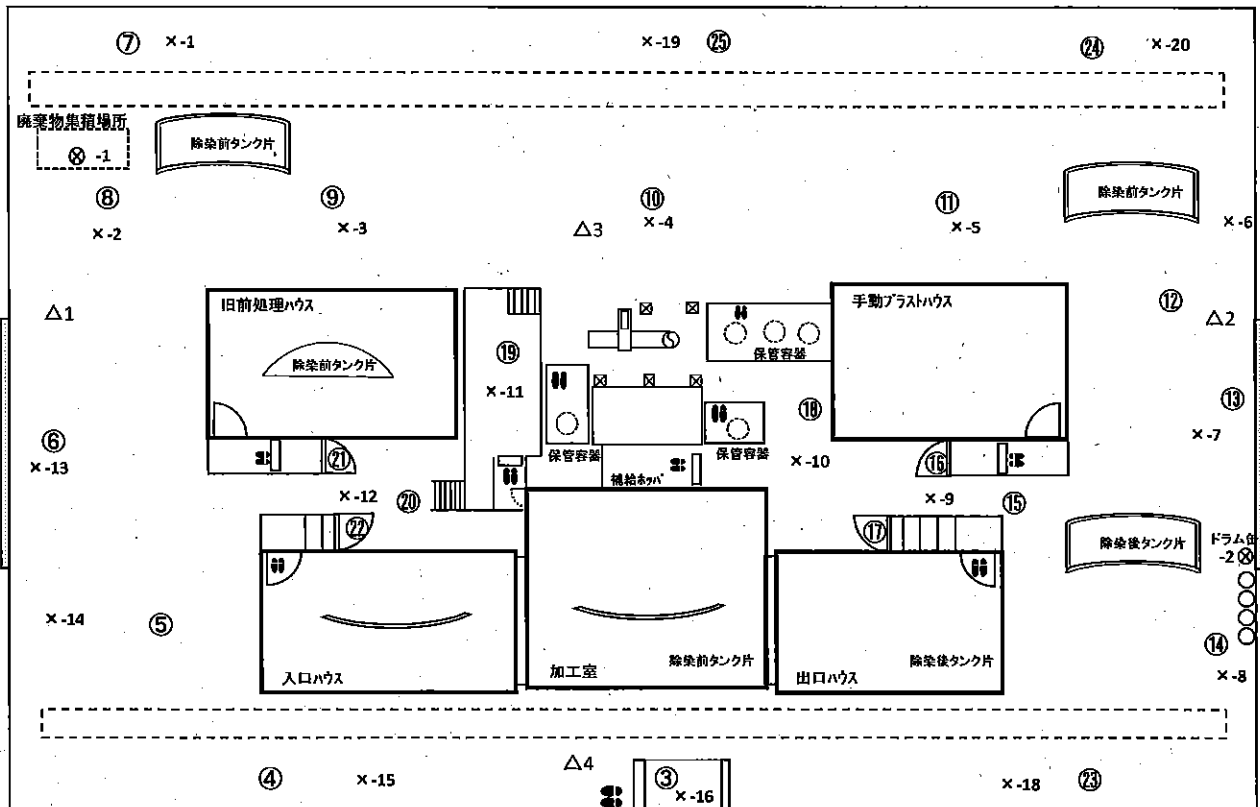 ⑦ ×-1 ×-19 ㉕ ㉔ ×-20
廃棄物集積場所
⊗ -1
除染前タンク片
除染前タンク片
⑧ ⑨ ⑩ ⑪
×-2 ×-3 △3 ×-4 ×-5 ×-6
△1 ⑫ △2
旧前処理ハウス
除染前タンク片
手動ブラストハウス
保管容器
⑲
×-11
⑱
⑬
×-7
⑥
×-13
㉑
保管容器
補給ホッパ
保管容器
×-10
⑯
×-12 ⑳
×-9 ⑮
㉒
⑰
除染後タンク片
ドラム缶
-2 ⊗
×-14 ⑤
⑭
×-8
入口ハウス
加工室
除染前タンク片
出口ハウス
除染後タンク片
④ ×-15 △4 ③ ×-16 ×-18 ㉓